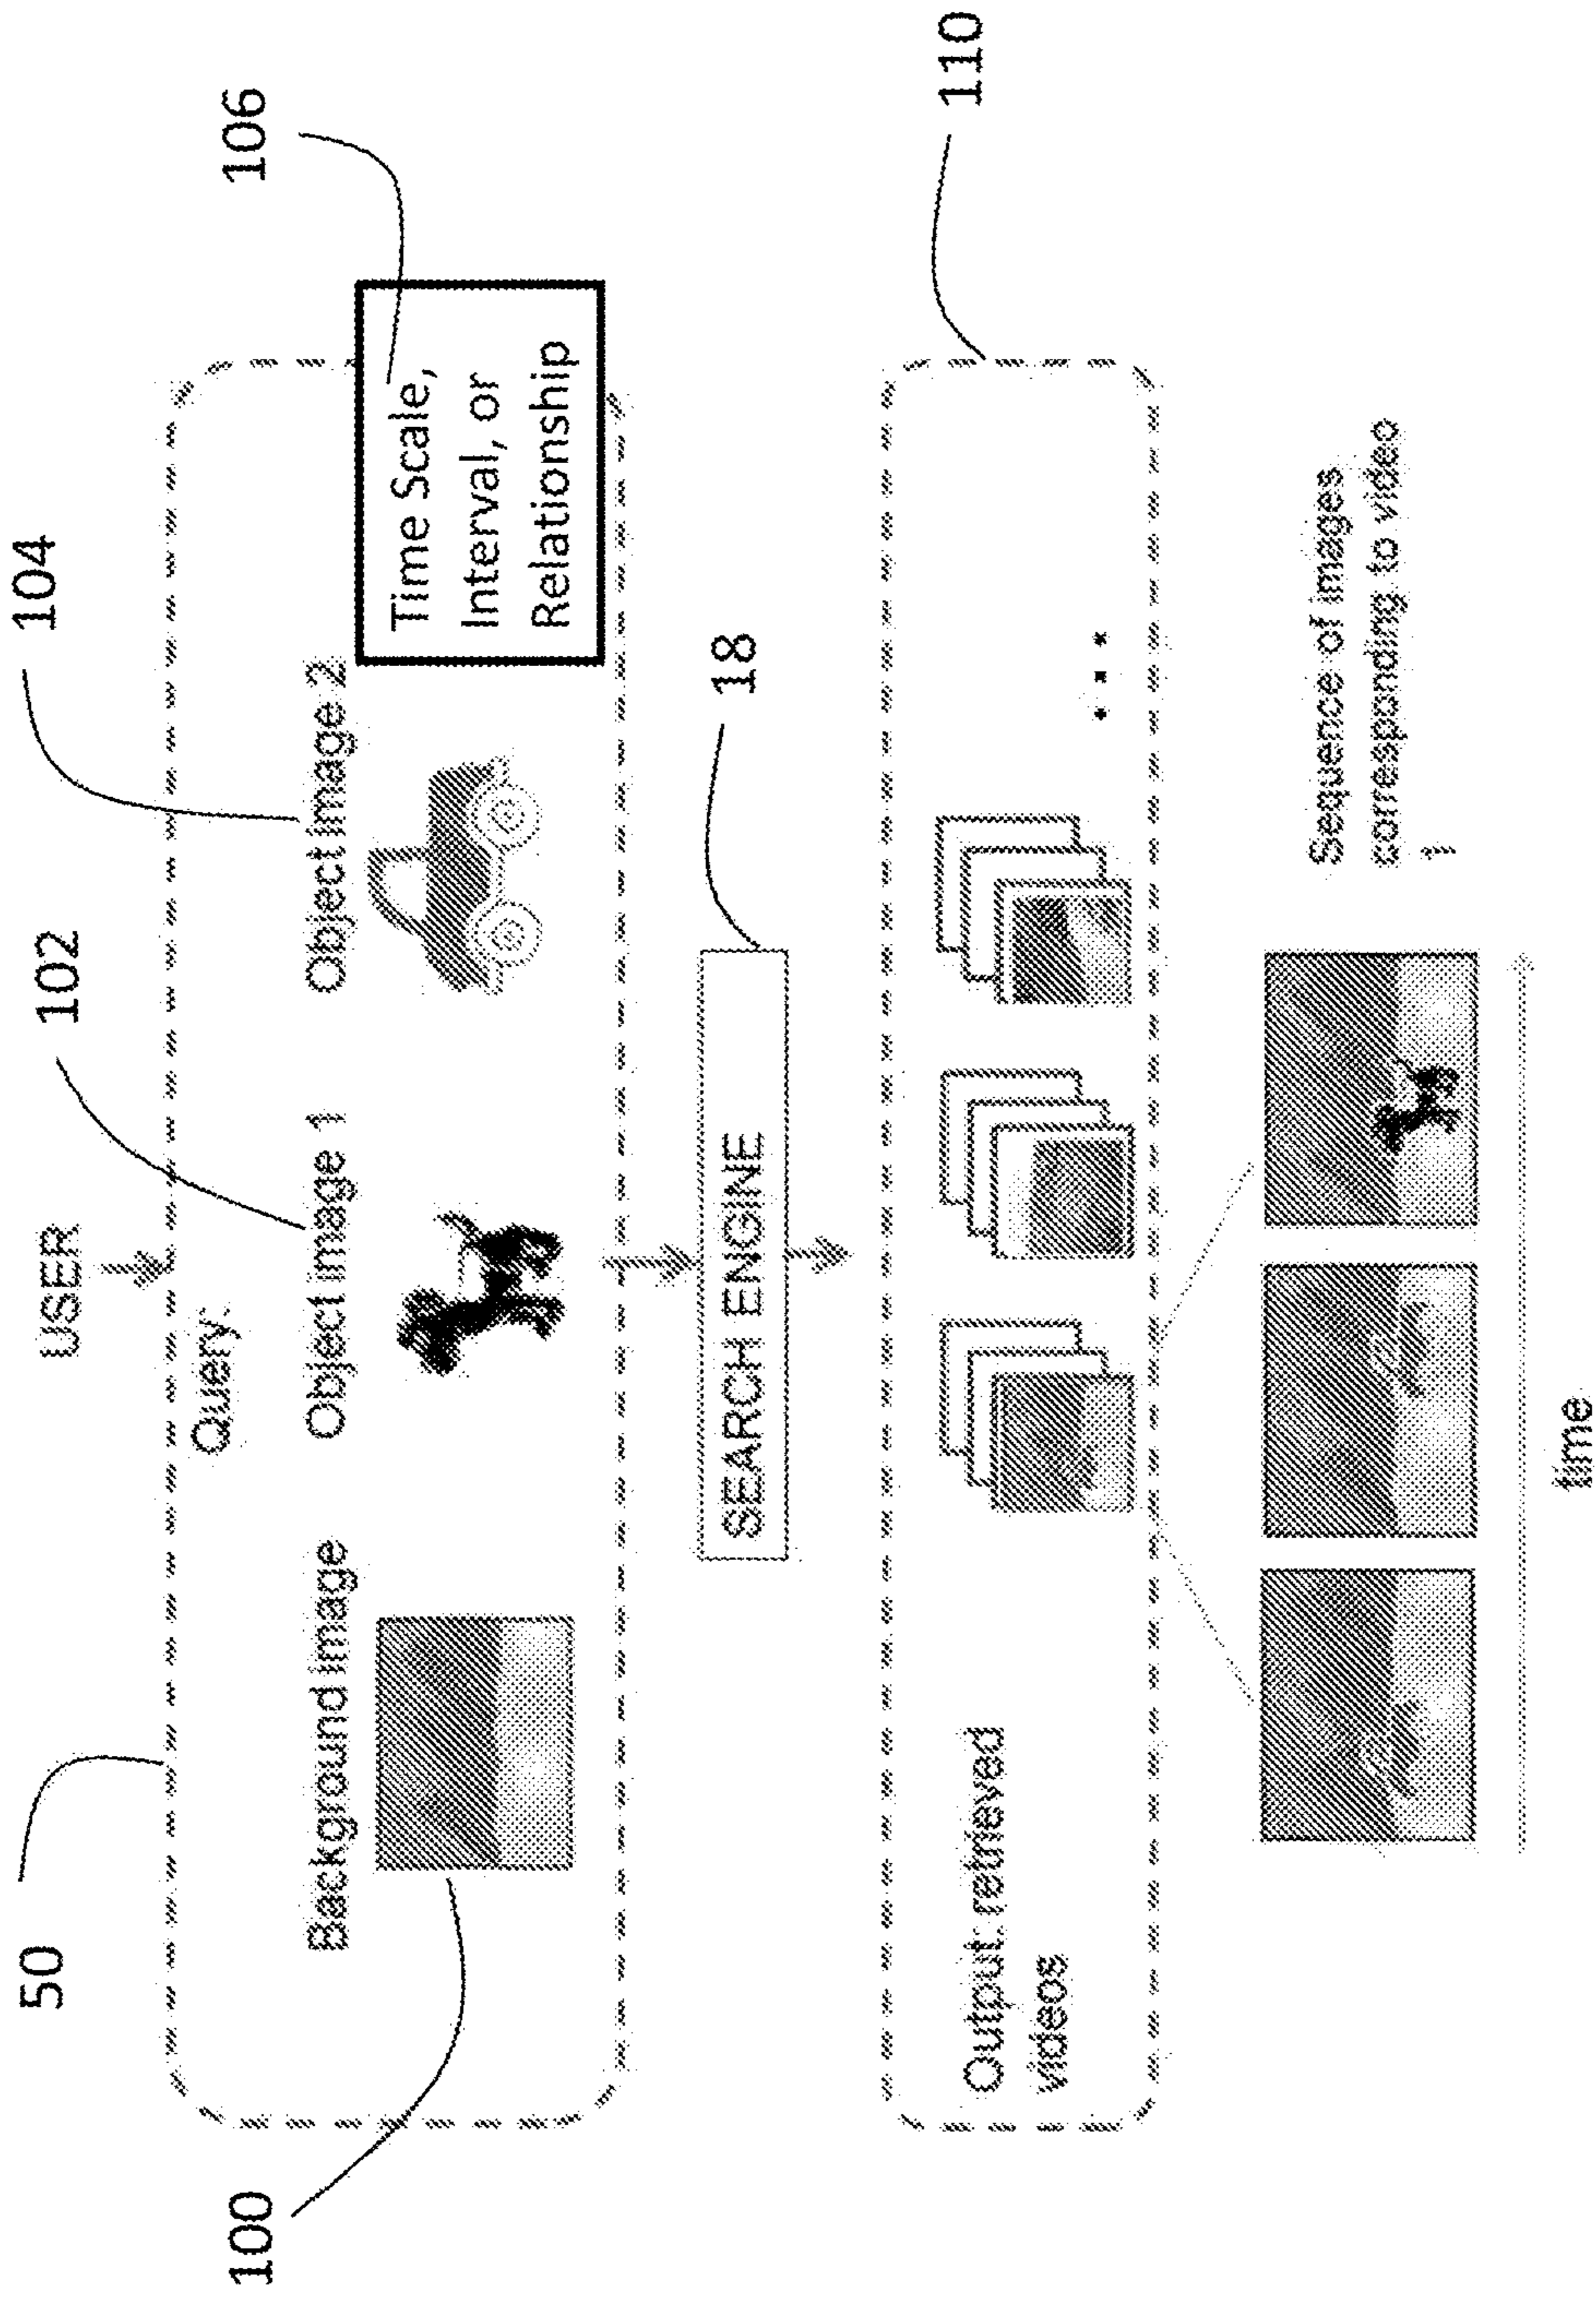 50
USER
102
104
106
Query:
100
Background image
Object image 1
Object image 2
Time Scale,
Interval, or
Relationship
SEARCH ENGINE
18
110
Output: retrieved
videos
...
Sequence of images
corresponding to video
1
time